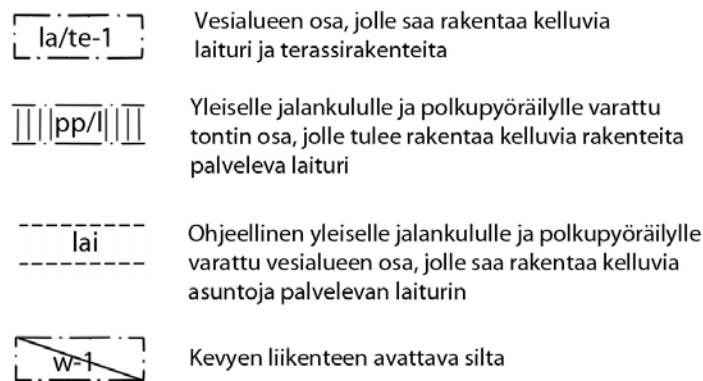 la/te-1
Vesialueen osa, jolle saa rakentaa kelluvia
laituri ja terassirakenteita
pp/l
Yleiselle jalankululle ja polkupyöräilylle varattu
tontin osa, jolle tulee rakentaa kelluvia rakenteita
palveleva laituri
lai
Ohjeellinen yleiselle jalankululle ja polkupyöräilylle
varattu vesialueen osa, jolle saa rakentaa kelluvia
asuntoja palvelevan laiturin
w-1
Kevyen liikenteen avattava silta